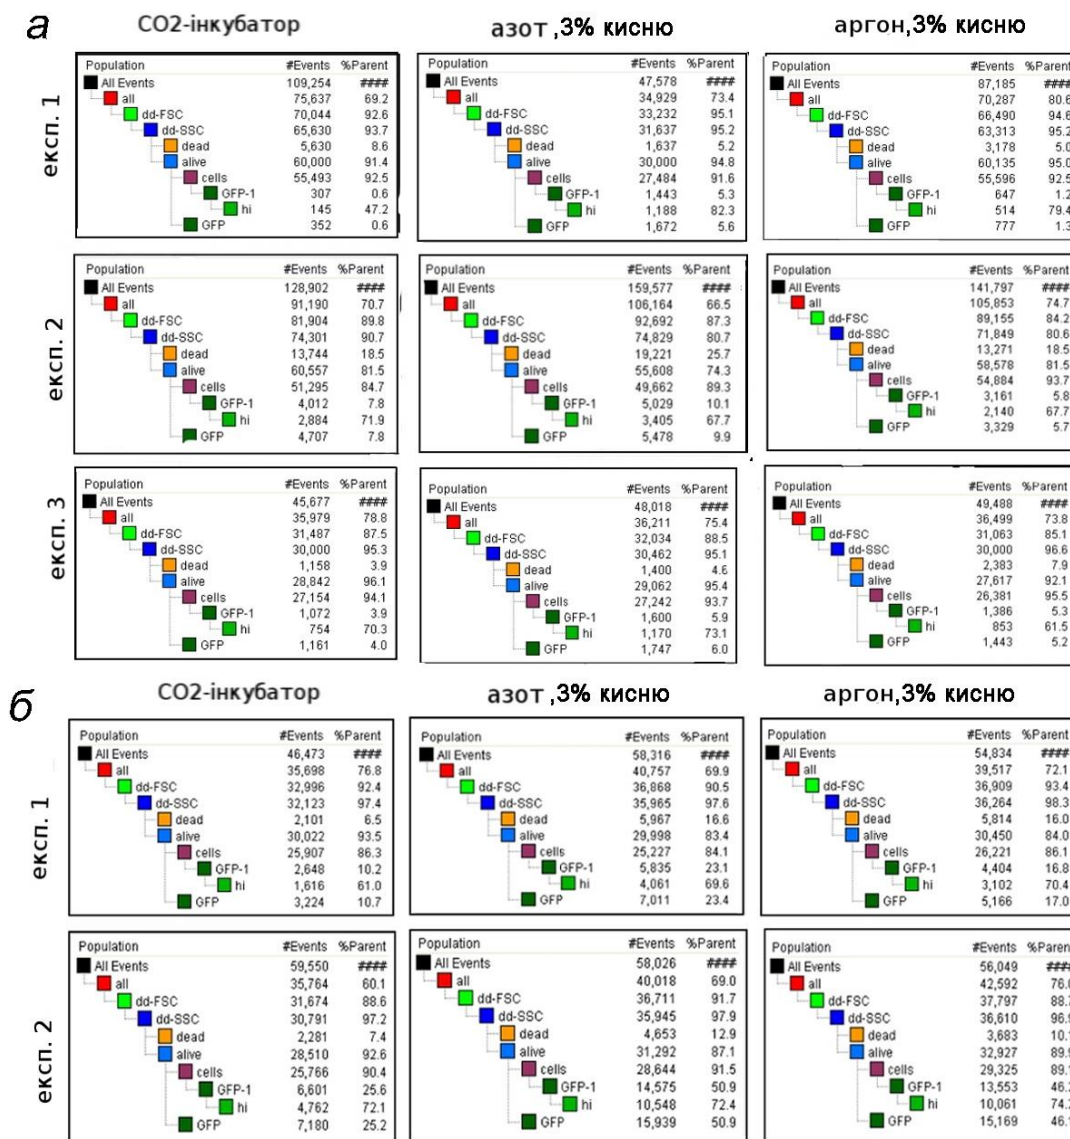 а
CO2-інкубатор
азот ,3% кисню
аргон,3% кисню
експ. 1
Population #Events %Parent
All Events 109,254 ####
all 75,637 69.2
dd-FSC 70,044 92.6
dd-SSC 65,630 93.7
dead 5,630 8.6
alive 60,000 91.4
cells 55,493 92.5
GFP-1 307 0.6
hi 145 47.2
GFP 352 0.6
Population #Events %Parent
All Events 47,578 ####
all 34,929 73.4
dd-FSC 33,232 95.1
dd-SSC 31,637 95.2
dead 1,637 5.2
alive 30,000 94.8
cells 27,484 91.6
GFP-1 1,443 5.3
hi 1,188 82.3
GFP 1,672 5.6
Population #Events %Parent
All Events 87,185 ####
all 70,287 80.6
dd-FSC 66,490 94.6
dd-SSC 63,313 95.2
dead 3,178 5.0
alive 60,135 95.0
cells 55,596 92.5
GFP-1 647 1.2
hi 514 79.4
GFP 777 1.3
експ. 2
Population #Events %Parent
All Events 128,902 ####
all 91,190 70.7
dd-FSC 81,904 89.8
dd-SSC 74,301 90.7
dead 13,744 18.5
alive 60,557 81.5
cells 51,295 84.7
GFP-1 4,012 7.8
hi 2,884 71.9
GFP 4,707 7.8
Population #Events %Parent
All Events 159,577 ####
all 106,164 66.5
dd-FSC 92,692 87.3
dd-SSC 74,829 80.7
dead 19,221 25.7
alive 55,608 74.3
cells 49,662 89.3
GFP-1 5,029 10.1
hi 3,405 67.7
GFP 5,478 9.9
Population #Events %Parent
All Events 141,797 ####
all 105,853 74.7
dd-FSC 89,155 84.2
dd-SSC 71,849 80.6
dead 13,271 18.5
alive 58,578 81.5
cells 54,884 93.7
GFP-1 3,161 5.8
hi 2,140 67.7
GFP 3,329 5.7
експ. 3
Population #Events %Parent
All Events 45,677 ####
all 35,979 78.8
dd-FSC 31,487 87.5
dd-SSC 30,000 95.3
dead 1,158 3.9
alive 28,842 96.1
cells 27,154 94.1
GFP-1 1,072 3.9
hi 754 70.3
GFP 1,161 4.0
Population #Events %Parent
All Events 48,018 ####
all 36,211 75.4
dd-FSC 32,034 88.5
dd-SSC 30,462 95.1
dead 1,400 4.6
alive 29,062 95.4
cells 27,242 93.7
GFP-1 1,600 5.9
hi 1,170 73.1
GFP 1,747 6.0
Population #Events %Parent
All Events 49,488 ####
all 36,499 73.8
dd-FSC 31,063 85.1
dd-SSC 30,000 96.6
dead 2,383 7.9
alive 27,617 92.1
cells 26,381 95.5
GFP-1 1,386 5.3
hi 853 61.5
GFP 1,443 5.2
б
CO2-інкубатор
азот ,3% кисню
аргон,3% кисню
експ. 1
Population #Events %Parent
All Events 46,473 ####
all 35,698 76.8
dd-FSC 32,996 92.4
dd-SSC 32,123 97.4
dead 2,101 6.5
alive 30,022 93.5
cells 25,907 86.3
GFP-1 2,648 10.2
hi 1,616 61.0
GFP 3,224 10.7
Population #Events %Parent
All Events 58,316 ####
all 40,757 69.9
dd-FSC 36,868 90.5
dd-SSC 35,965 97.6
dead 5,967 16.6
alive 29,998 83.4
cells 25,227 84.1
GFP-1 5,835 23.1
hi 4,061 69.6
GFP 7,011 23.4
Population #Events %Parent
All Events 54,834 ####
all 39,517 72.1
dd-FSC 36,909 93.4
dd-SSC 36,264 98.3
dead 5,814 16.0
alive 30,450 84.0
cells 26,221 86.1
GFP-1 4,404 16.8
hi 3,102 70.4
GFP 5,166 17.0
експ. 2
Population #Events %Parent
All Events 59,550 ####
all 35,764 60.1
dd-FSC 31,674 88.6
dd-SSC 30,791 97.2
dead 2,281 7.4
alive 28,510 92.6
cells 25,766 90.4
GFP-1 6,601 25.6
hi 4,762 72.1
GFP 7,180 25.2
Population #Events %Parent
All Events 58,026 ####
all 40,018 69.0
dd-FSC 36,711 91.7
dd-SSC 35,945 97.9
dead 4,653 12.9
alive 31,292 87.1
cells 28,644 91.5
GFP-1 14,575 50.9
hi 10,548 72.4
GFP 15,939 50.9
Population #Events %Parent
All Events 56,049
all 42,592 76.0
dd-FSC 37,797
dd-SSC 36,610
dead 3,683
alive 32,927
cells 29,325
GFP-1 13,553
hi 10,061
GFP 15,169